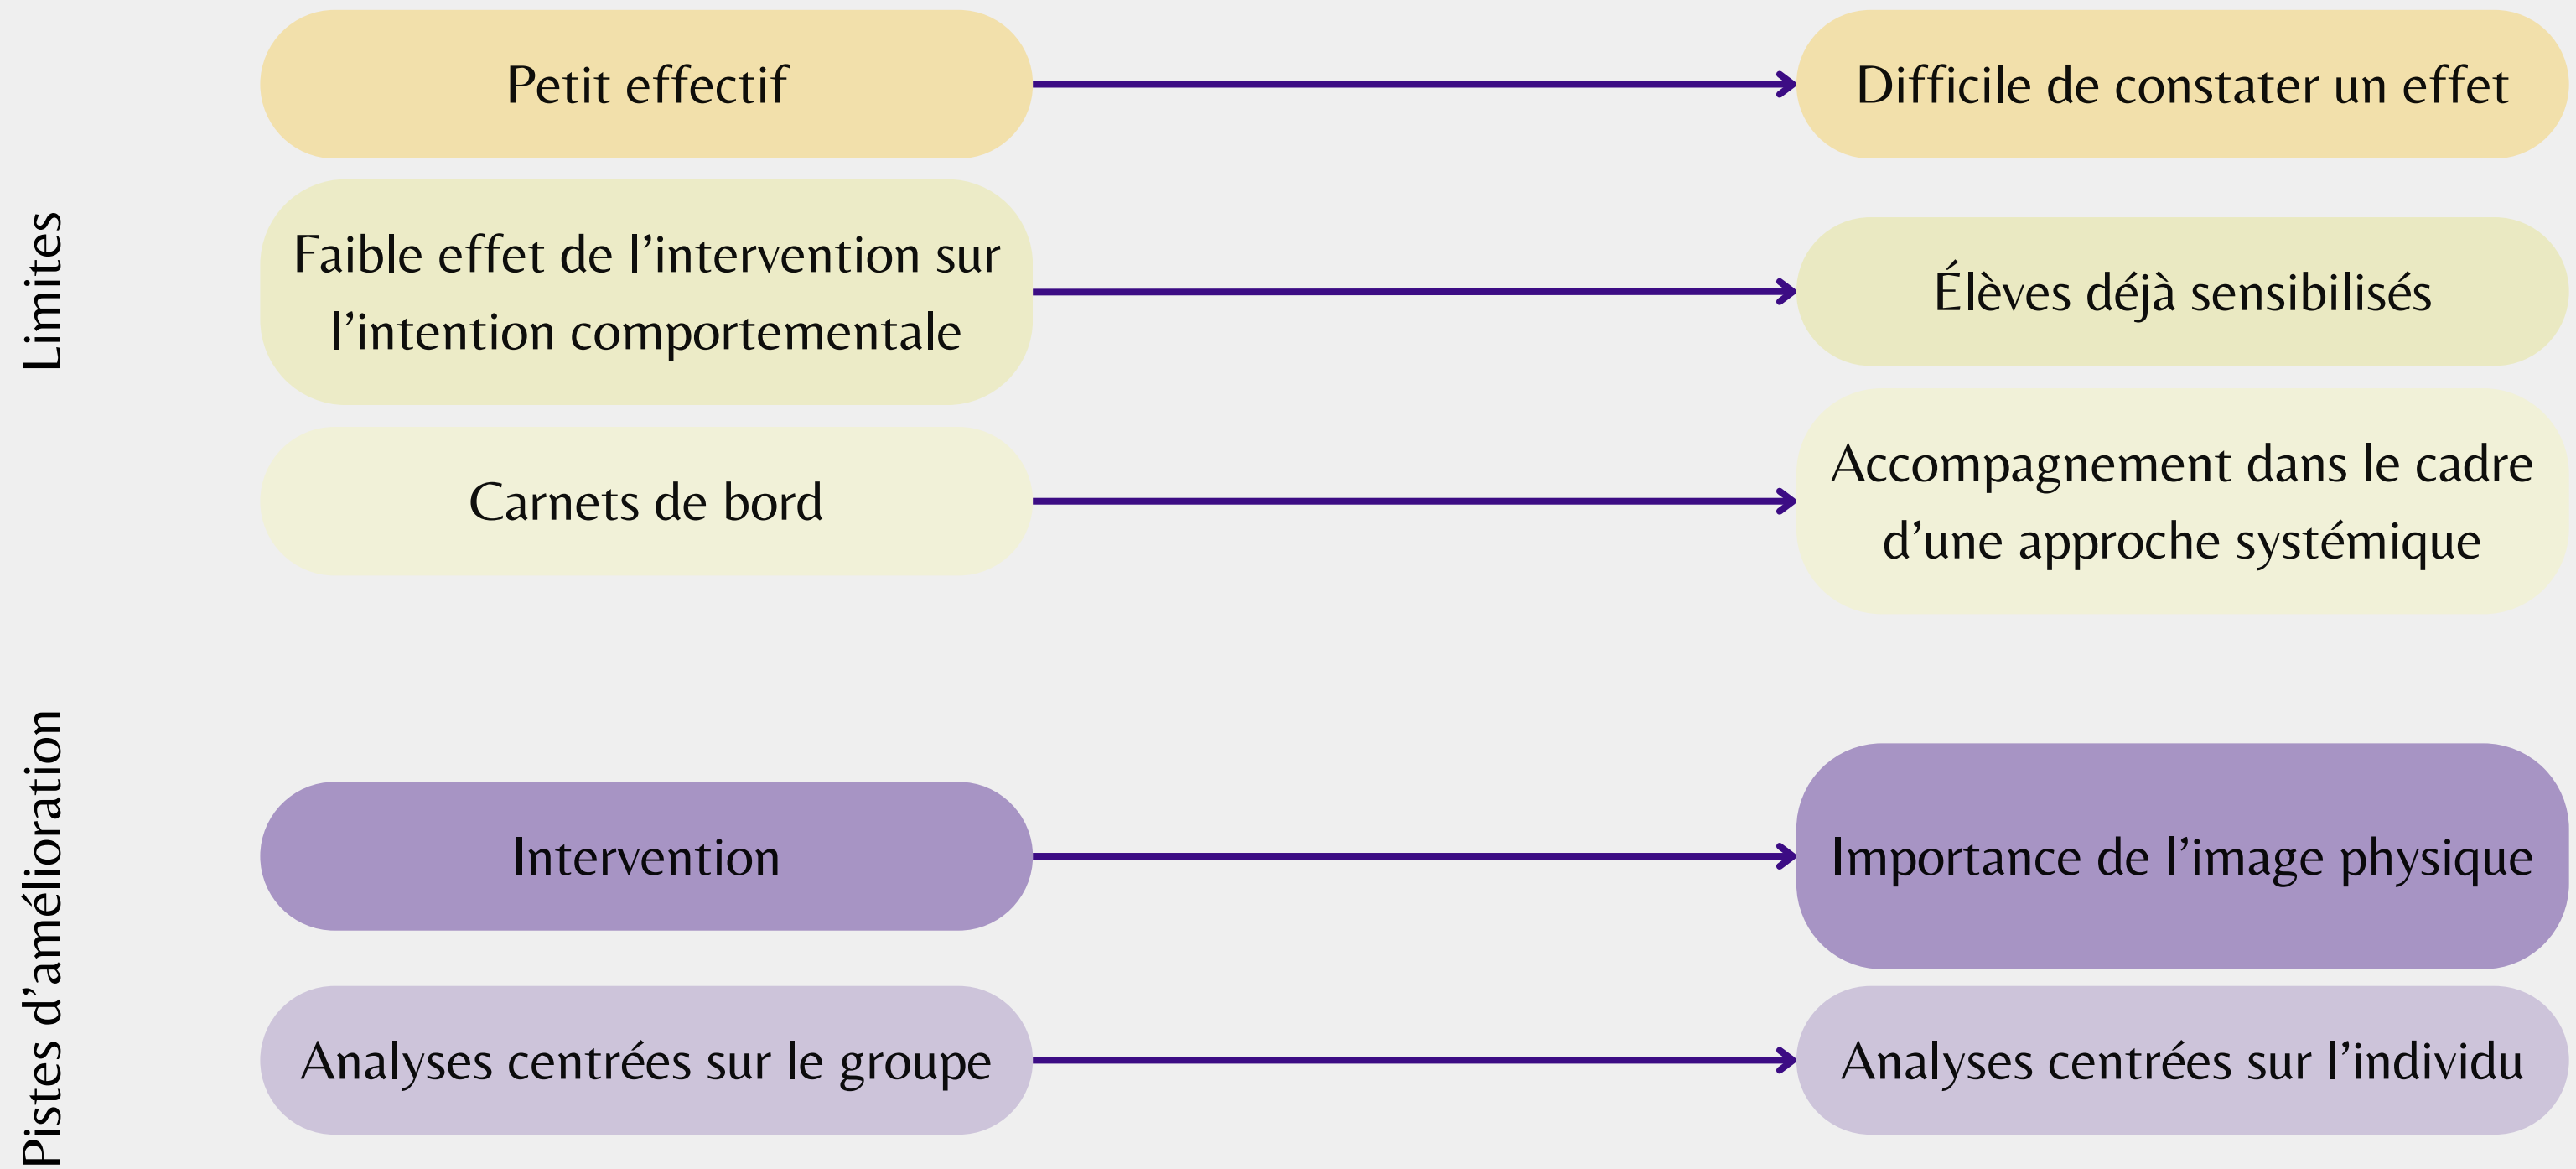 Limites
Petit effectif
Difficile de constater un effet
Faible effet de l’intervention sur
l’intention comportementale
Élèves déjà sensibilisés
Carnets de bord
Accompagnement dans le cadre
d’une approche systémique
Pistes d’amélioration
Intervention
Importance de l’image physique
Analyses centrées sur le groupe
Analyses centrées sur l’individu